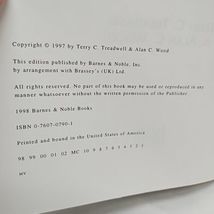 Copyright © 1997 by Terry C. Treadwell & Alan C. Wood
This edition published by Barnes & Noble, Inc.
by arrangement with Brassey's (UK) Ltd.
All rights reserved. No part of this book may be used or reproduced in any
manner whatsoever without the written permission of the Publisher.
1998 Barnes & Noble Books
ISBN 0-7607-0790-1
Printed and bound in the United States of America
98 99 00 01 02 MC 10 9 8 7 6 5 4 3 2 1
MV